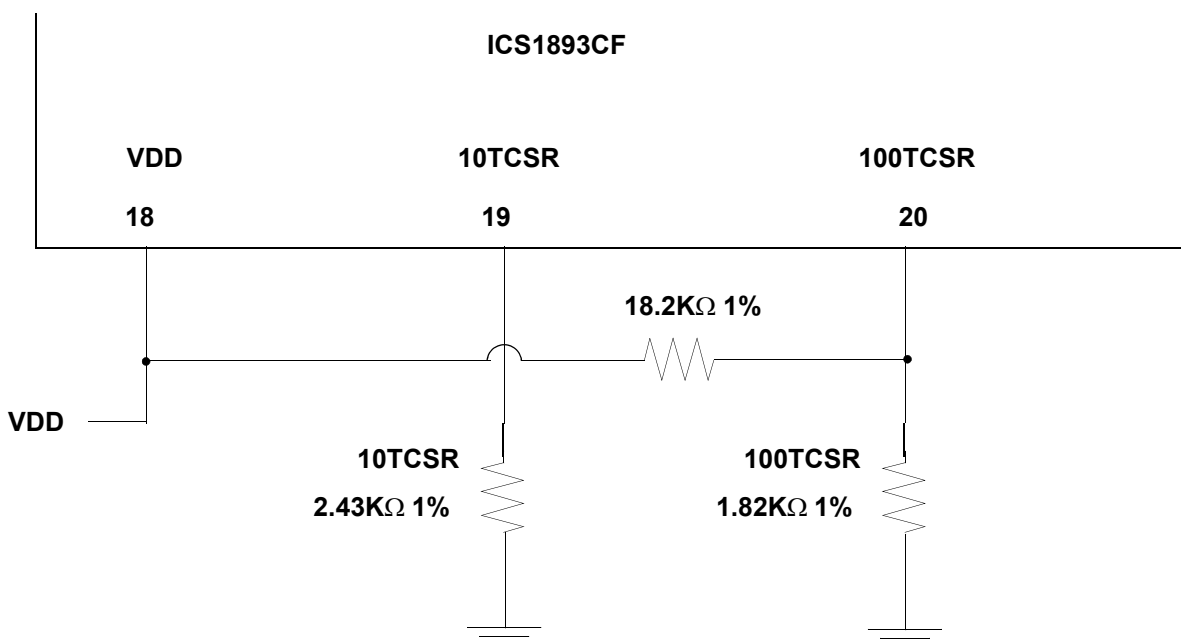 ICS1893CF
VDD 10TCSR 100TCSR
18 19 20
18.2KΩ 1%
VDD
10TCSR 100TCSR
2.43KΩ 1% 1.82KΩ 1%